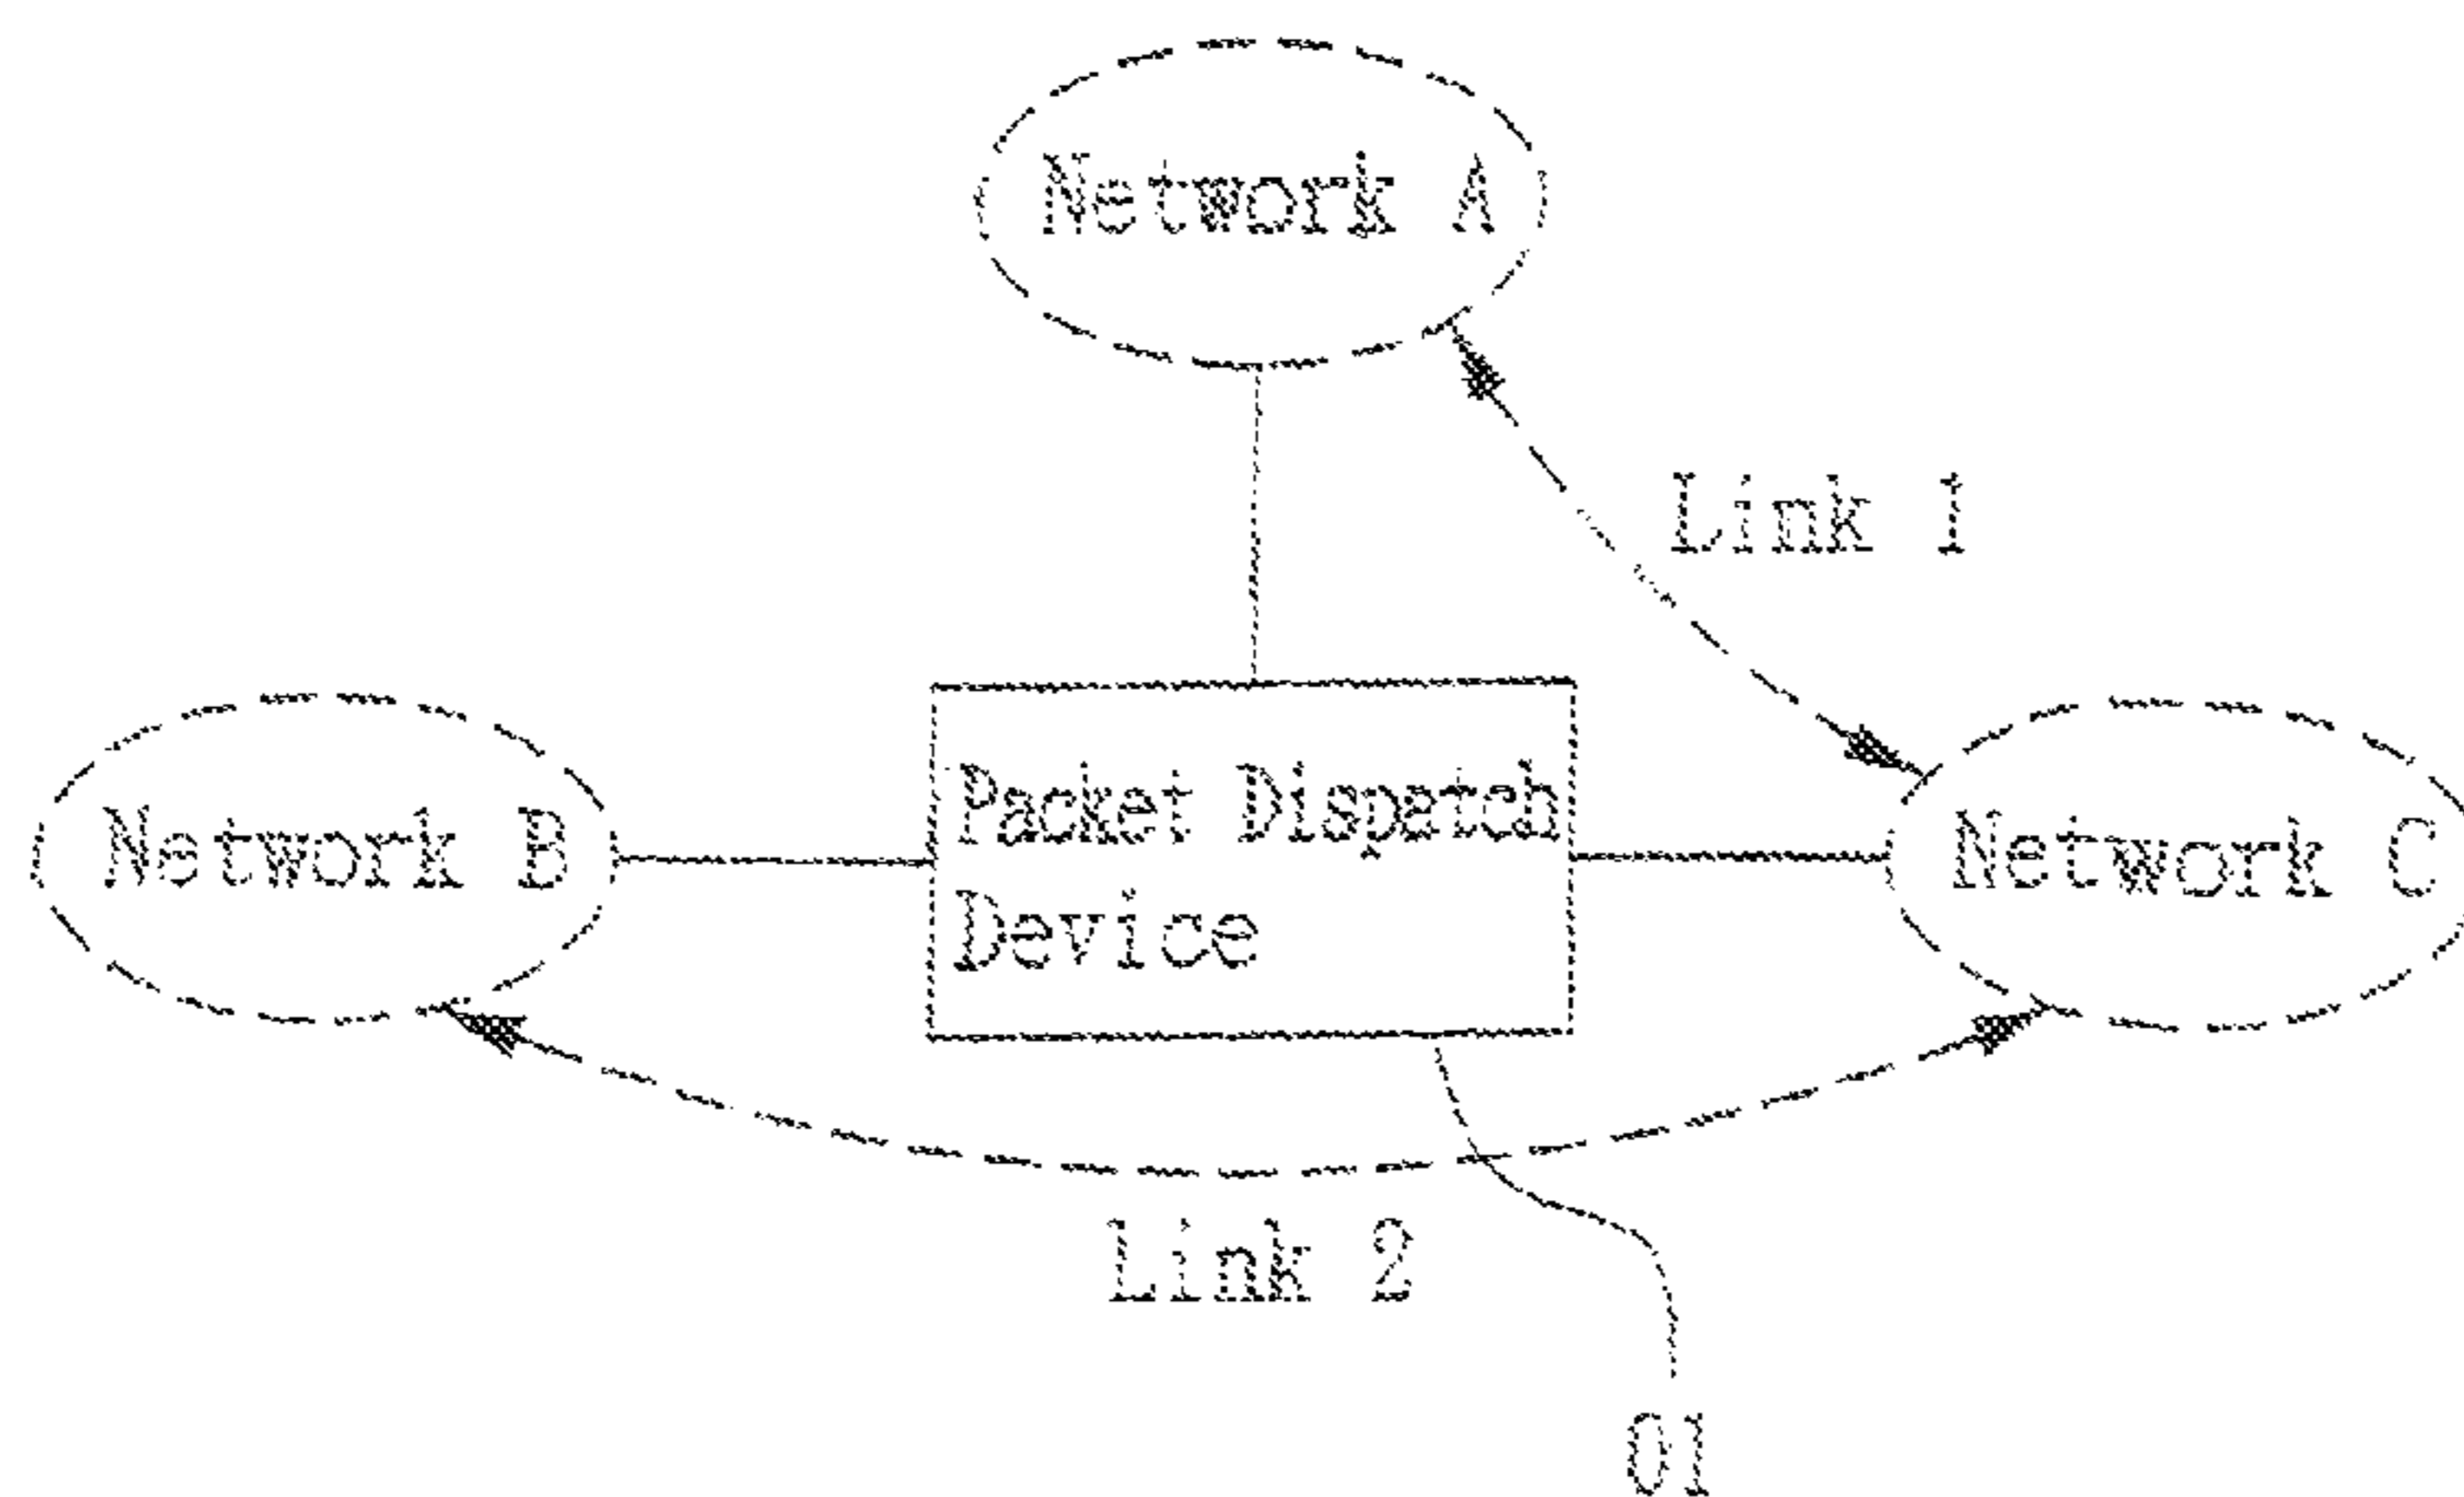 Network A
Link 1
Network B
Packet Dispatch
Device
Network C
Link 2
01